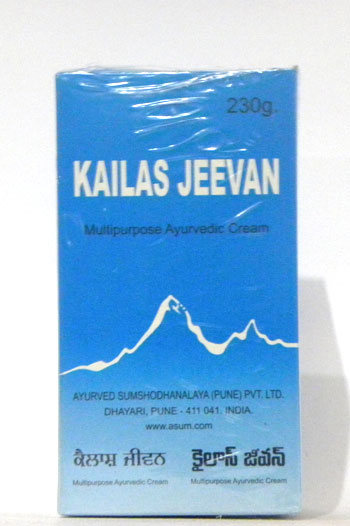 230g.
KAILAS JEEVAN
Multipurpose Ayurvedic Cream
AYURVED SUMSHODHANALAYA (PUNE) PVT. LTD.
DHAYARI, PUNE - 411 041. INDIA.
www.asum.com
કૈલાશ જીવન కైలాస్ జీవన్
Multipurpose Ayurvedic Cream Multipurpose Ayurvedic Cream